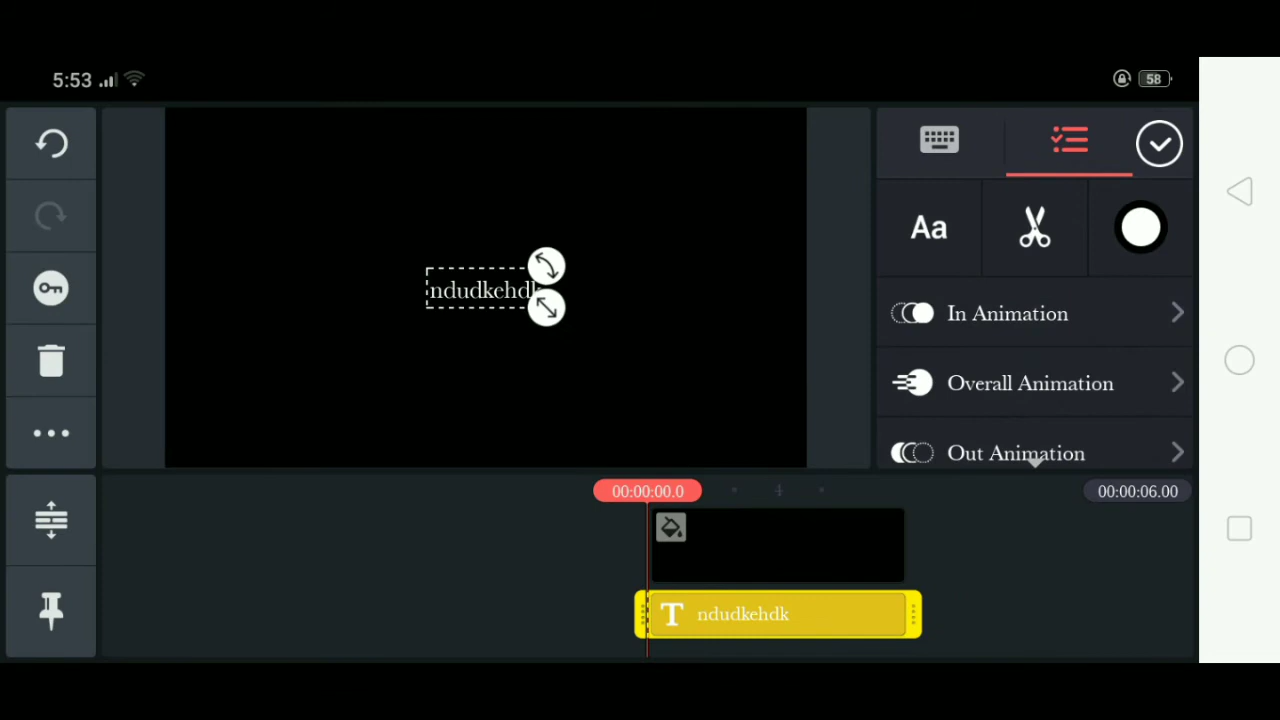 5:53
58
ndudkehdk
Aa
In Animation
Overall Animation
Out Animation
00:00:00.0
4
00:00:06.00
T ndudkehdk